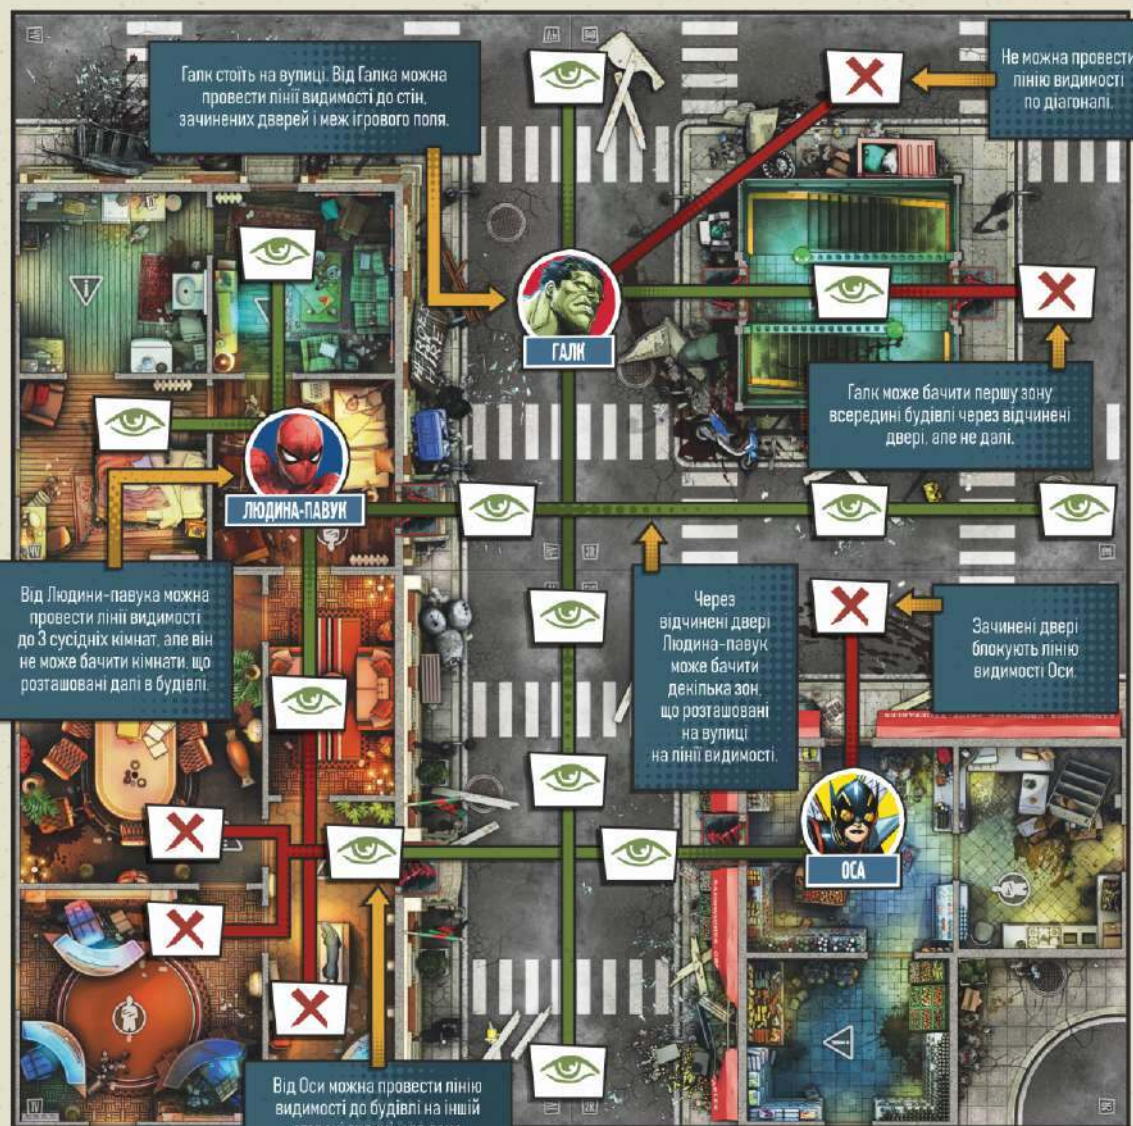 Галк стоїть на вулиці. Від Галка можна
провести лінії видимості до стін,
зачинених дверей і меж ігрового поля.
Не можна провести
лінію видимості
по діагоналі.
ГАЛК
Галк може бачити першу зону
всередині будівлі через відчинені
двері, але не далі.
ЛЮДИНА-ПАВУК
Від Людини-павука можна
провести лінії видимості
до 3 сусідніх кімнат, але він
не може бачити кімнати, що
розташовані далі в будівлі.
Через
відчинені двері
Людина-павук
може бачити
декілька зон,
що розташовані
на вулиці
на лінії видимості.
Зачинені двері
блокують лінію
видимості Оси.
ОСА
Від Оси можна провести лінію
видимості до будівлі на іншій